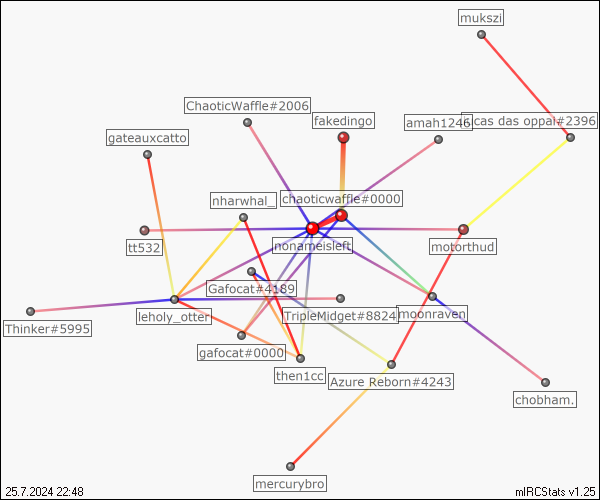 mukszi
ChaoticWaffle#2006
fakedingo
amah1246
icas das oppai#2396
gateauxcatto
nharwhal_
chaoticwaffle#0000
tt532
nonameisleft
motorthud
Gafocat#4189
Thinker#5995
leholy_otter
TripleMidget#8824
moonraven
gafocat#0000
then1cc
Azure Reborn#4243
chobham.
mercurybro
25.7.2024 22:48
mIRCStats v1.25